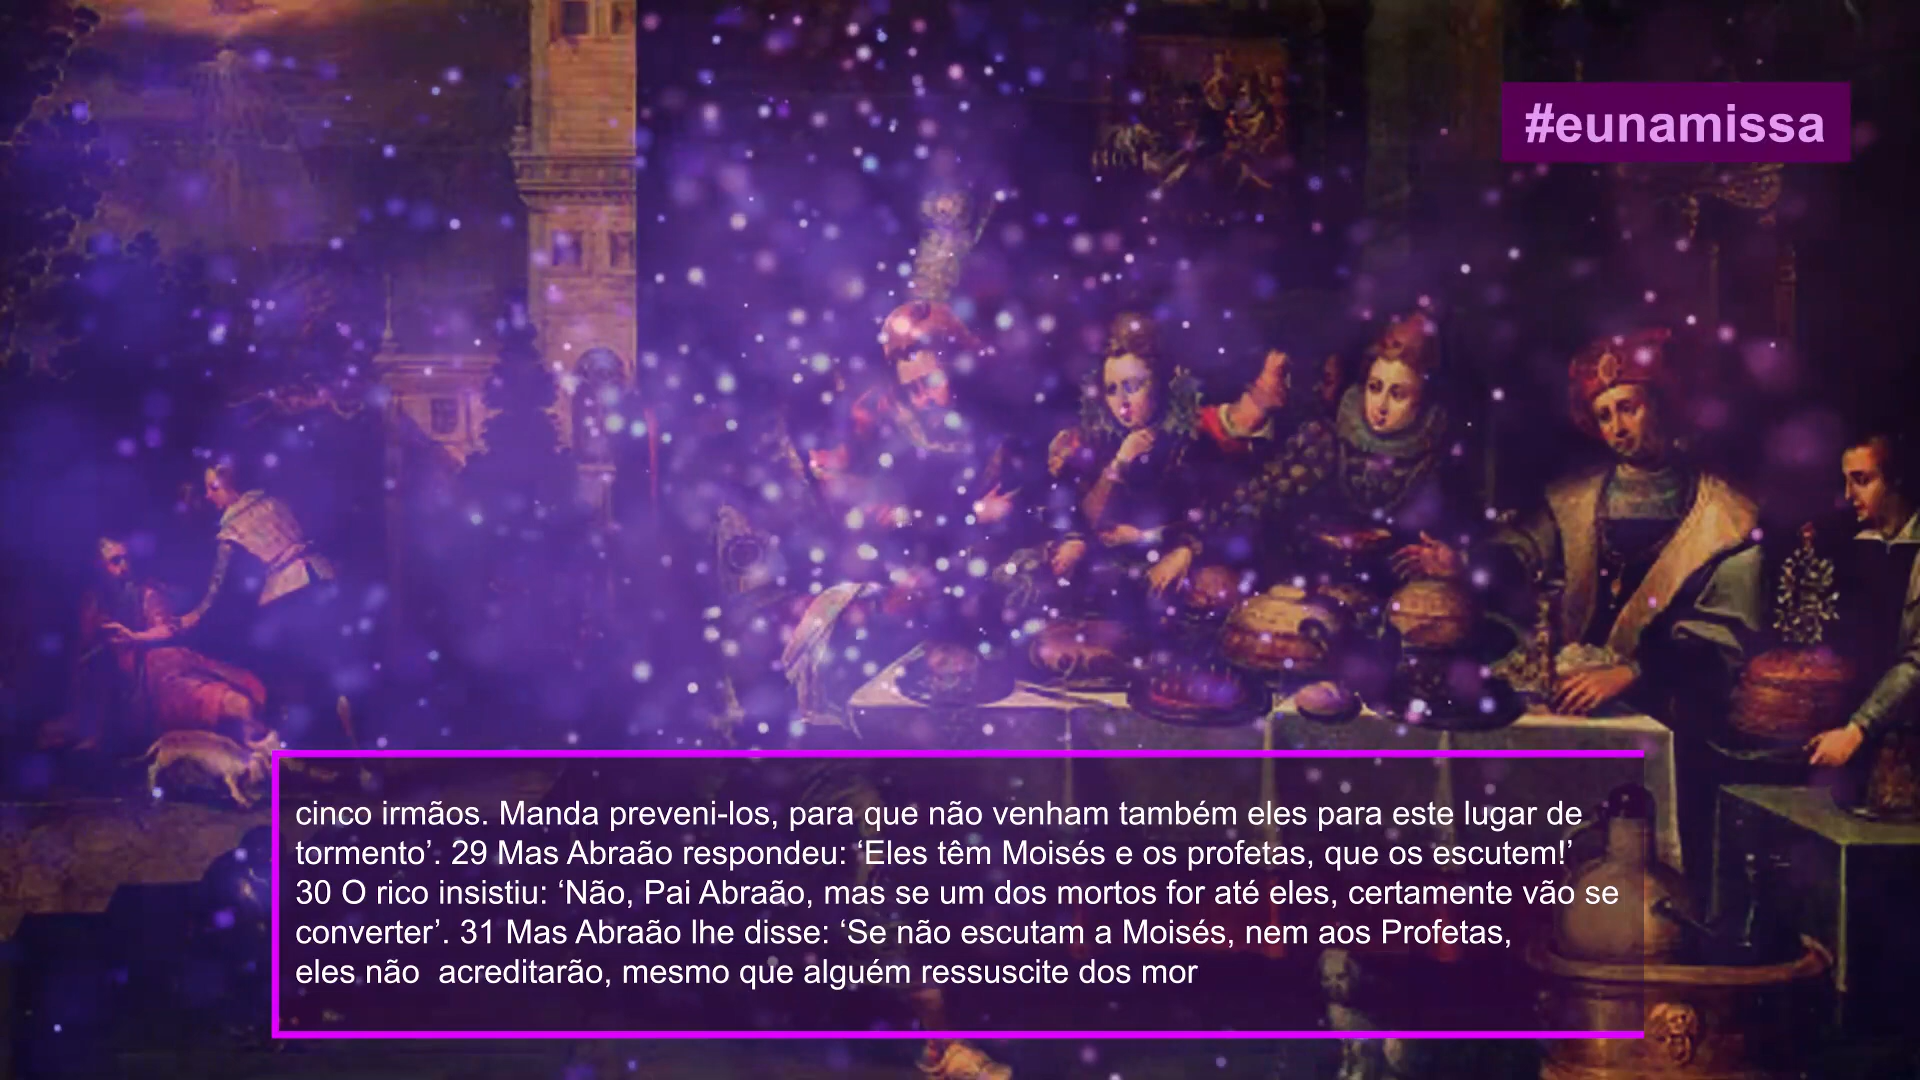 #eunamissa
cinco irmãos. Manda preveni-los, para que não venham também eles para este lugar de
tormento’. 29 Mas Abraão respondeu: ‘Eles têm Moisés e os profetas, que os escutem!’
30 O rico insistiu: ‘Não, Pai Abraão, mas se um dos mortos for até eles, certamente vão se
converter’. 31 Mas Abraão lhe disse: ‘Se não escutam a Moisés, nem aos Profetas,
eles não  acreditarão, mesmo que alguém ressuscite dos mor